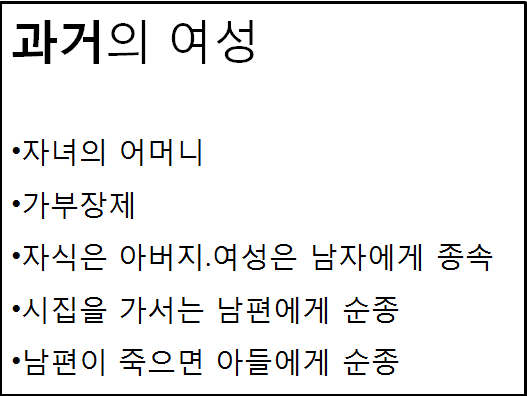 과거의 여성
•자녀의 어머니
•가부장제
•자식은 아버지.여성은 남자에게 종속
•시집을 가서는 남편에게 순종
•남편이 죽으면 아들에게 순종